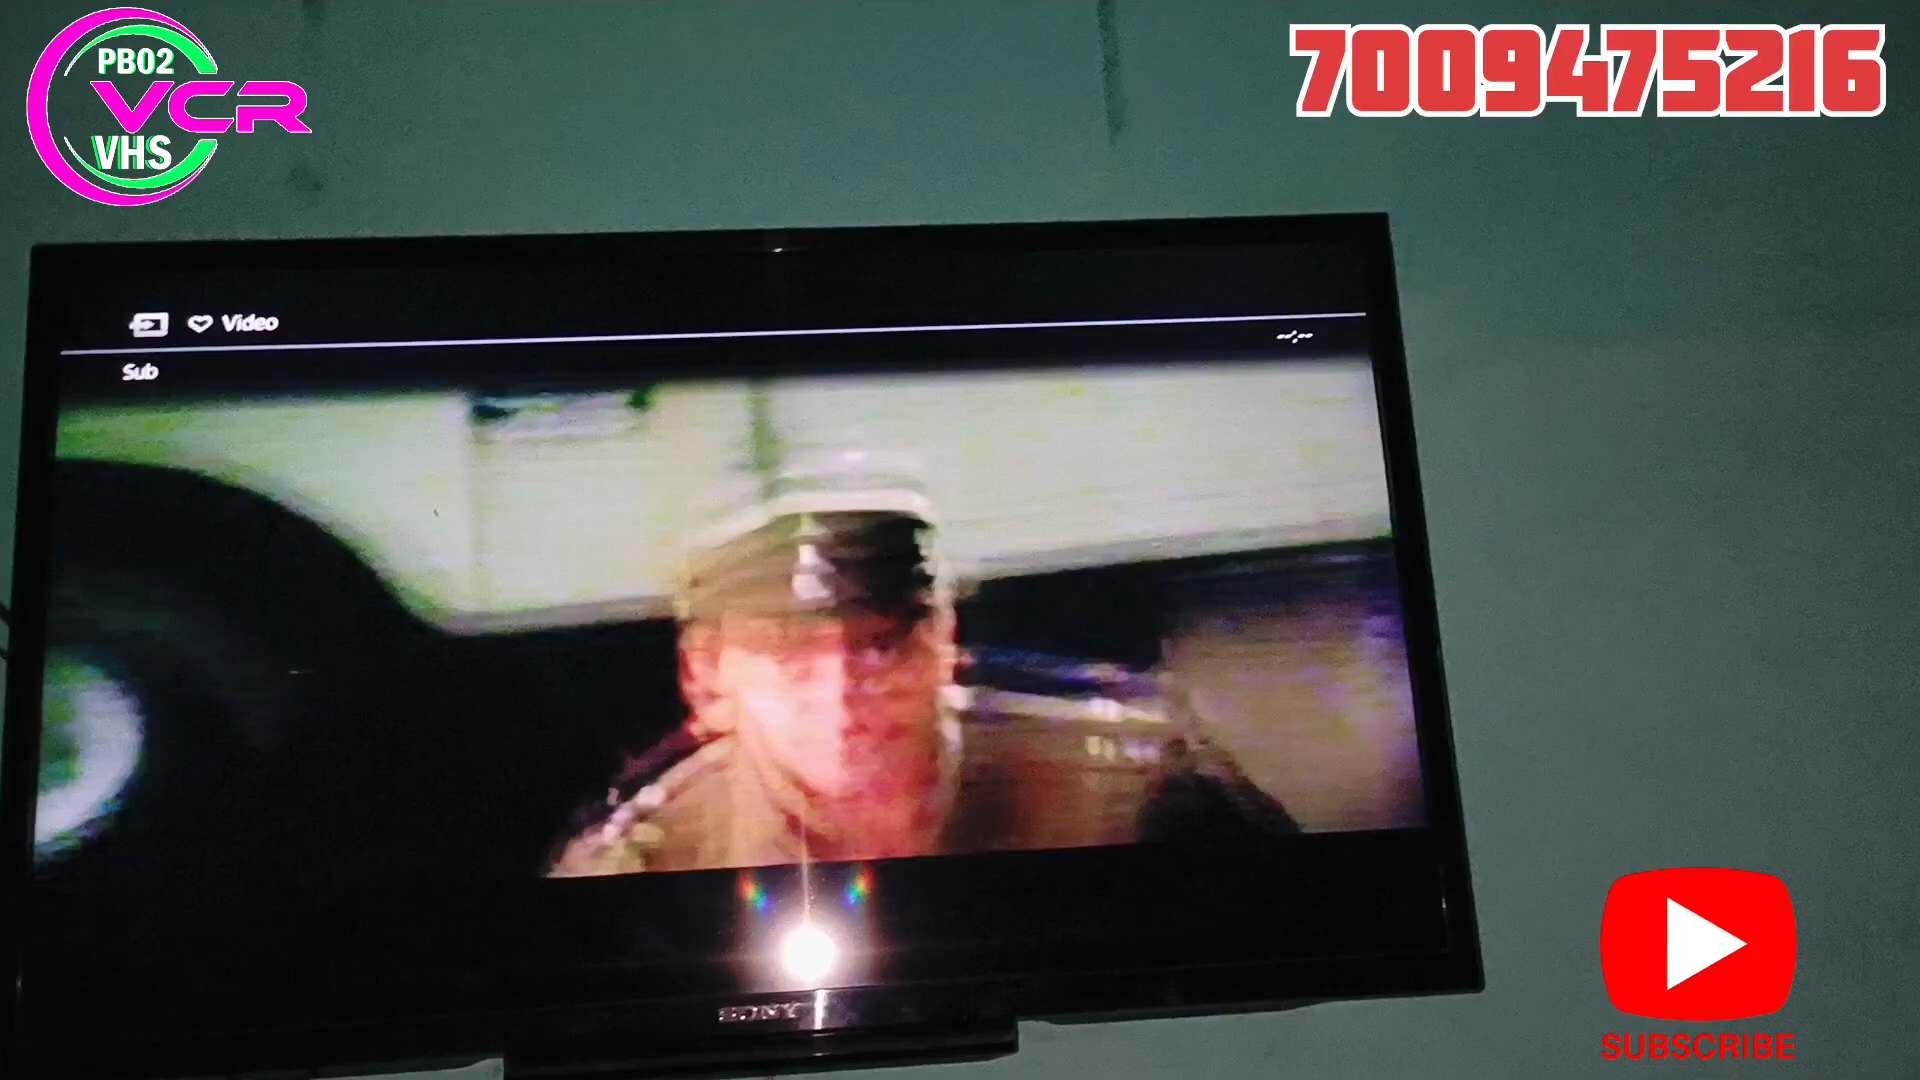 PB02
VCR
VHS
7009475216
Video
Sub
--:--
SONY
SUBSCRIBE